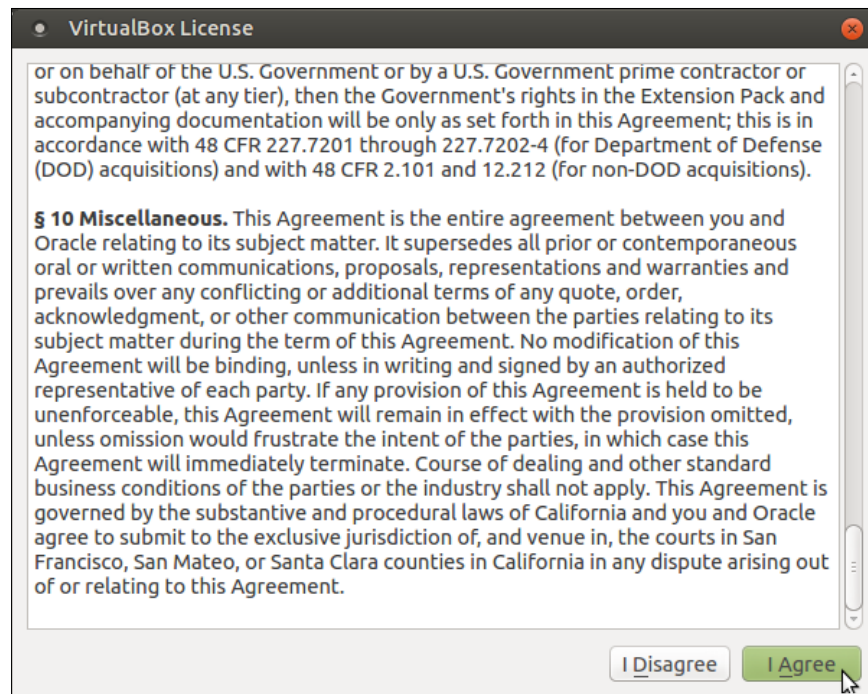 VirtualBox License
or on behalf of the U.S. Government or by a U.S. Government prime contractor or
subcontractor (at any tier), then the Government's rights in the Extension Pack and
accompanying documentation will be only as set forth in this Agreement; this is in
accordance with 48 CFR 227.7201 through 227.7202-4 (for Department of Defense
(DOD) acquisitions) and with 48 CFR 2.101 and 12.212 (for non-DOD acquisitions).
§ 10 Miscellaneous. This Agreement is the entire agreement between you and
Oracle relating to its subject matter. It supersedes all prior or contemporaneous
oral or written communications, proposals, representations and warranties and
prevails over any conflicting or additional terms of any quote, order,
acknowledgment, or other communication between the parties relating to its
subject matter during the term of this Agreement. No modification of this
Agreement will be binding, unless in writing and signed by an authorized
representative of each party. If any provision of this Agreement is held to be
unenforceable, this Agreement will remain in effect with the provision omitted,
unless omission would frustrate the intent of the parties, in which case this
Agreement will immediately terminate. Course of dealing and other standard
business conditions of the parties or the industry shall not apply. This Agreement is
governed by the substantive and procedural laws of California and you and Oracle
agree to submit to the exclusive jurisdiction of, and venue in, the courts in San
Francisco, San Mateo, or Santa Clara counties in California in any dispute arising out
of or relating to this Agreement.
I Disagree
I Agree